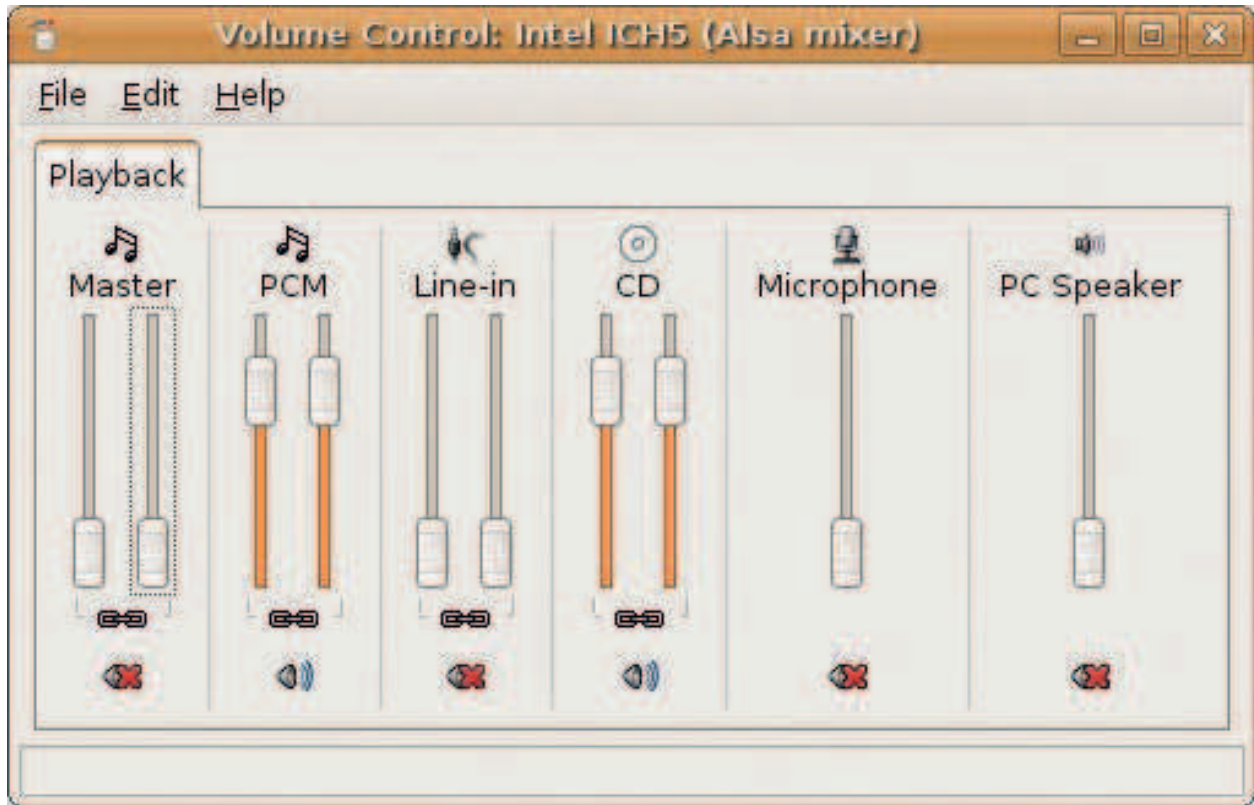 Volume Control: Intel ICH5 (Alsa mixer)
File Edit Help
Playback
Master PCM Line-in CD Microphone PC Speaker